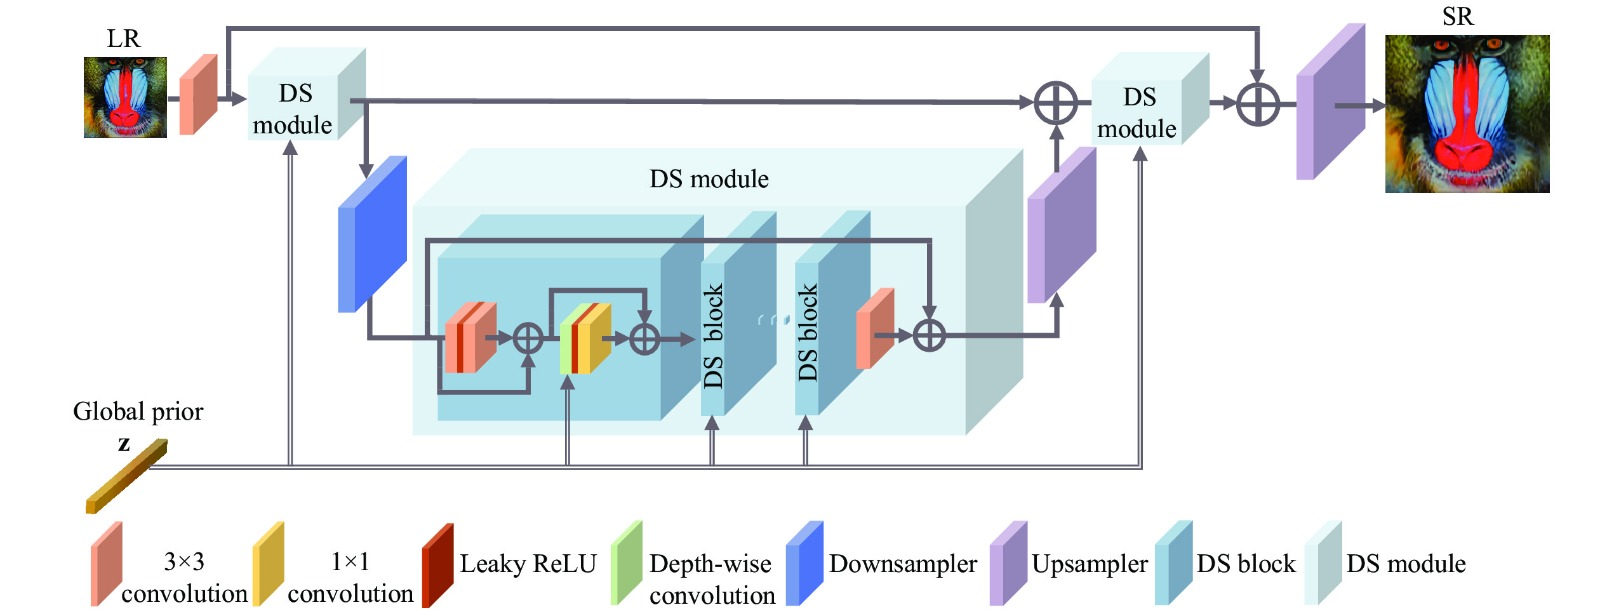 LR
SR
DS
module
DS
module
DS module
DS block
DS block
Global prior
z
3×3
convolution
1×1
convolution
Leaky ReLU
Depth-wise
convolution
Downsampler
Upsampler
DS block
DS module